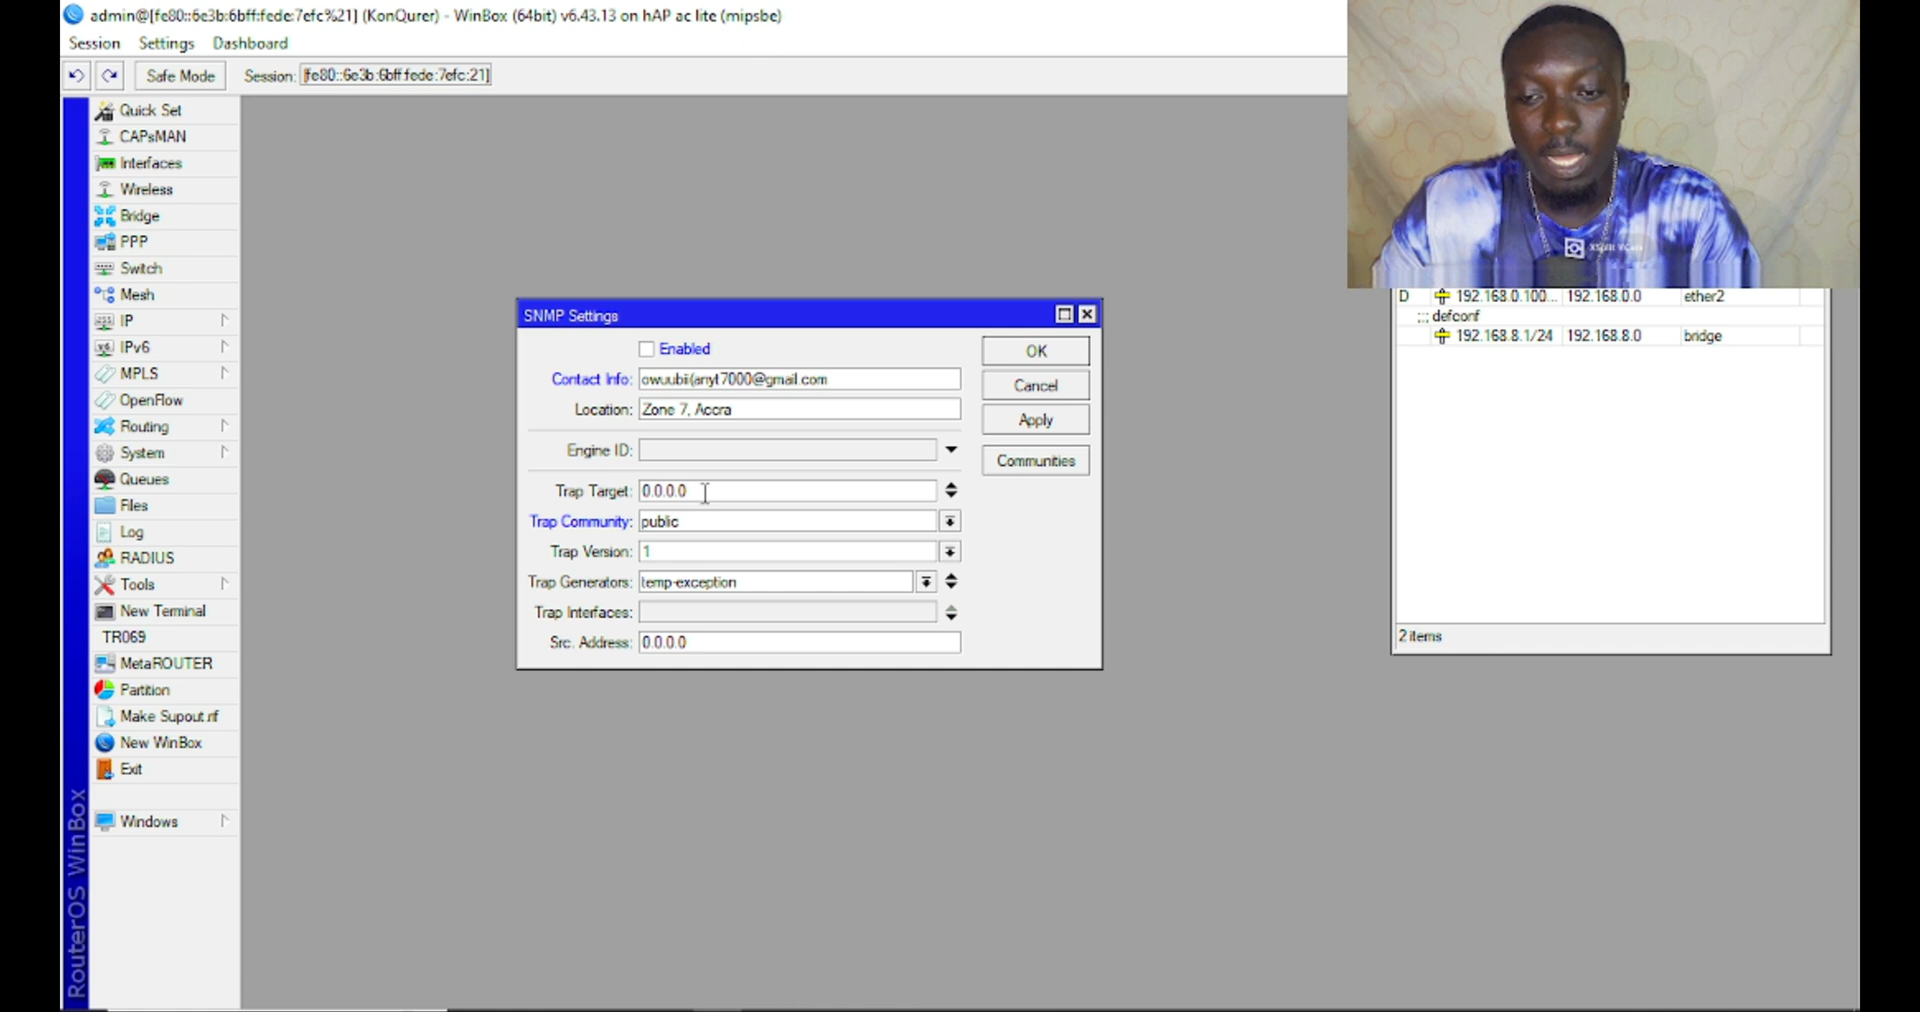 admin@[fe80::6e3b:6bff:fede:7efc%21] (KonQurer) - WinBox (64bit) v6.43.13 on hAP ac lite (mipsbe)
Session Settings Dashboard
Safe Mode Session: [fe80::6e3b:6bff:fede:7efc:21]
Quick Set
CAPsMAN
Interfaces
Wireless
Bridge
PPP
Switch
Mesh
IP
IPv6
MPLS
OpenFlow
Routing
System
Queues
Files
Log
RADIUS
Tools
New Terminal
TR069
MetaROUTER
Partition
Make Supout.rif
New WinBox
Exit
Windows
RouterOS WinBox
SNMP Settings
Enabled
Contact Info: owuubii(anyt7000@gmail.com
Location: Zone 7, Accra
Engine ID:
Trap Target: 0.0.0.0
Trap Community: public
Trap Version: 1
Trap Generators: temp-exception
Trap Interfaces:
Src. Address: 0.0.0.0
OK
Cancel
Apply
Communities
D 192.168.0.100... 192.168.0.0 ether2
::: defconf
192.168.8.1/24 192.168.8.0 bridge
2 items